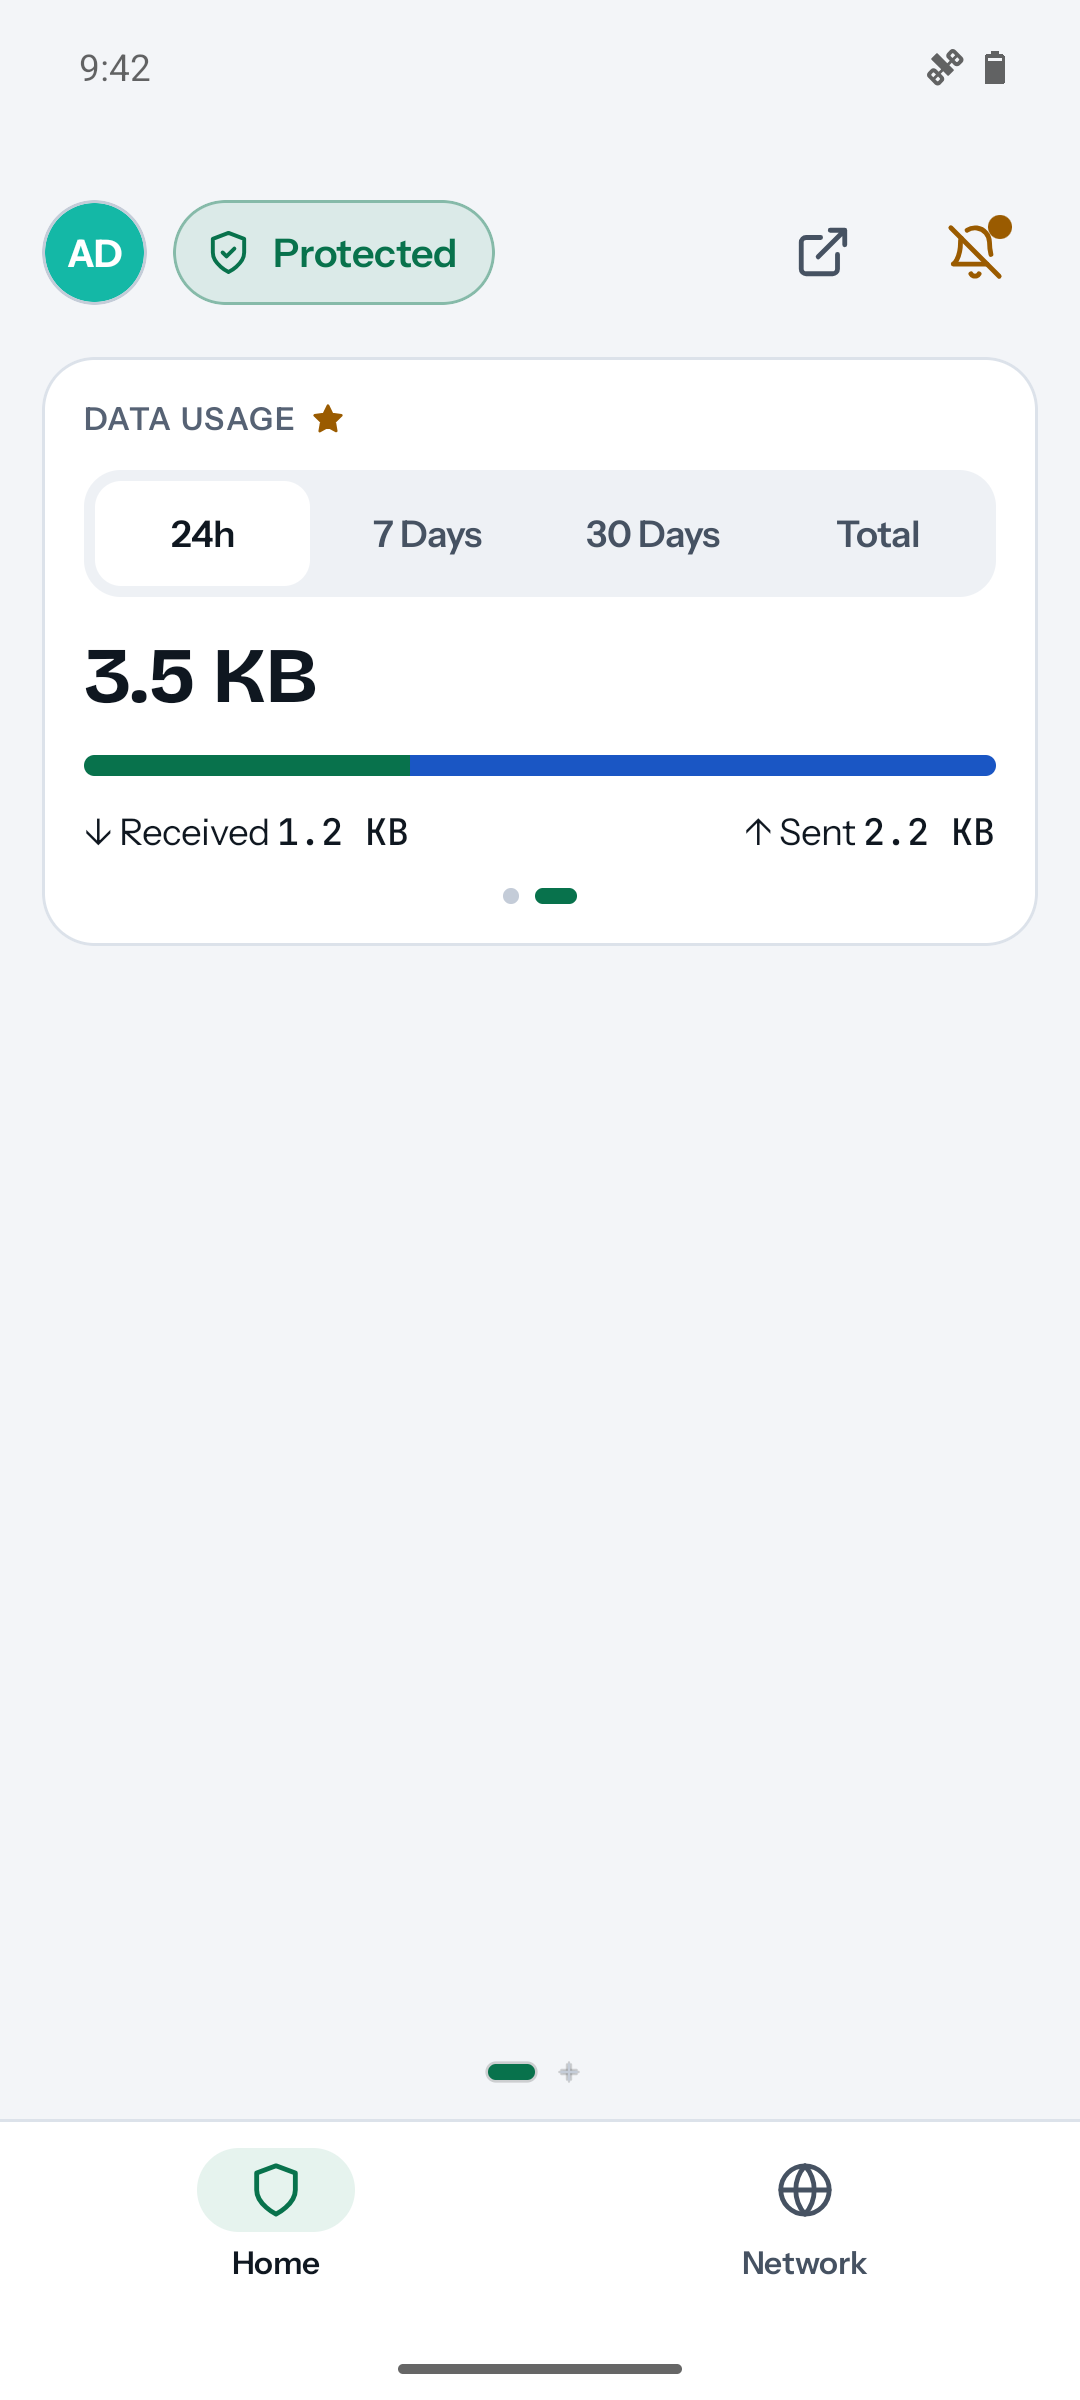 9:42
AD
Protected
DATA USAGE
24h
7 Days
30 Days
Total
3.5 KB
Received 1.2 KB
Sent 2.2 KB
Home
Network